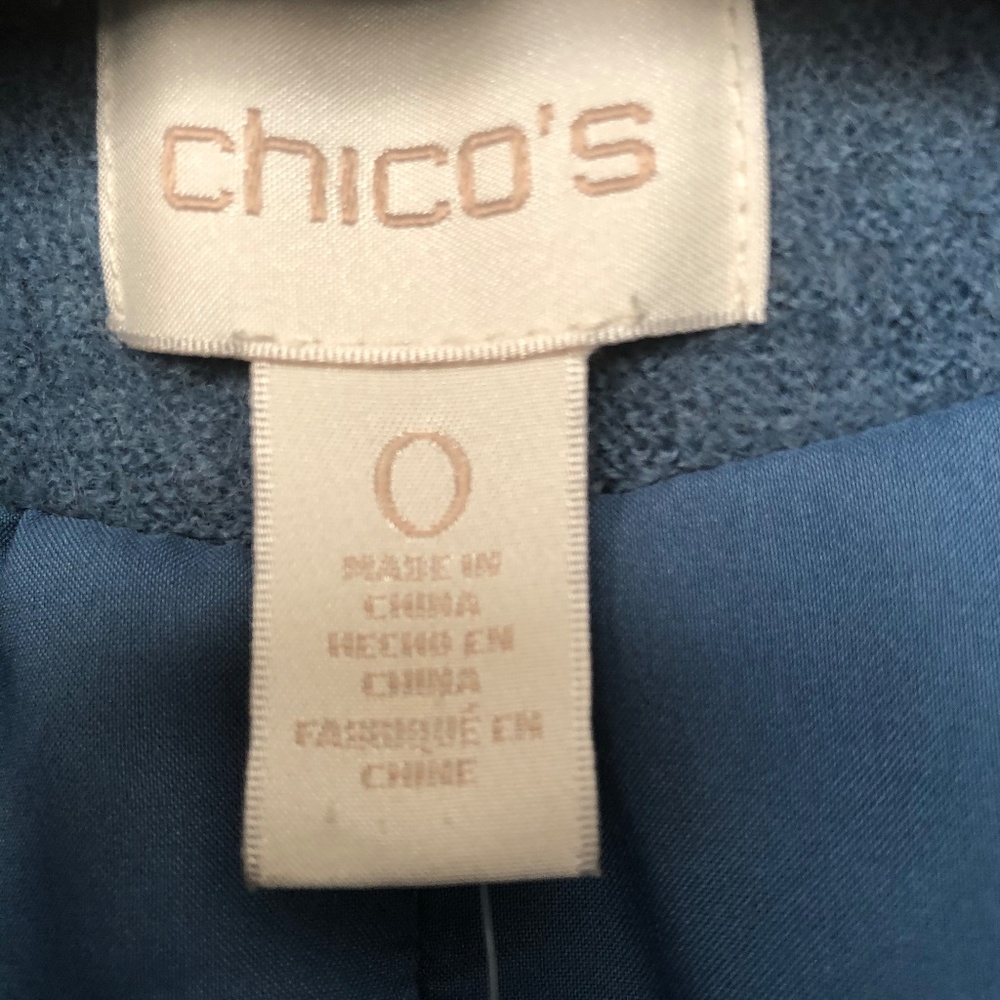 chico's
0
MADE IN
CHINA
HECHO EN
CHINA
FABRIQUÉ EN
CHINE